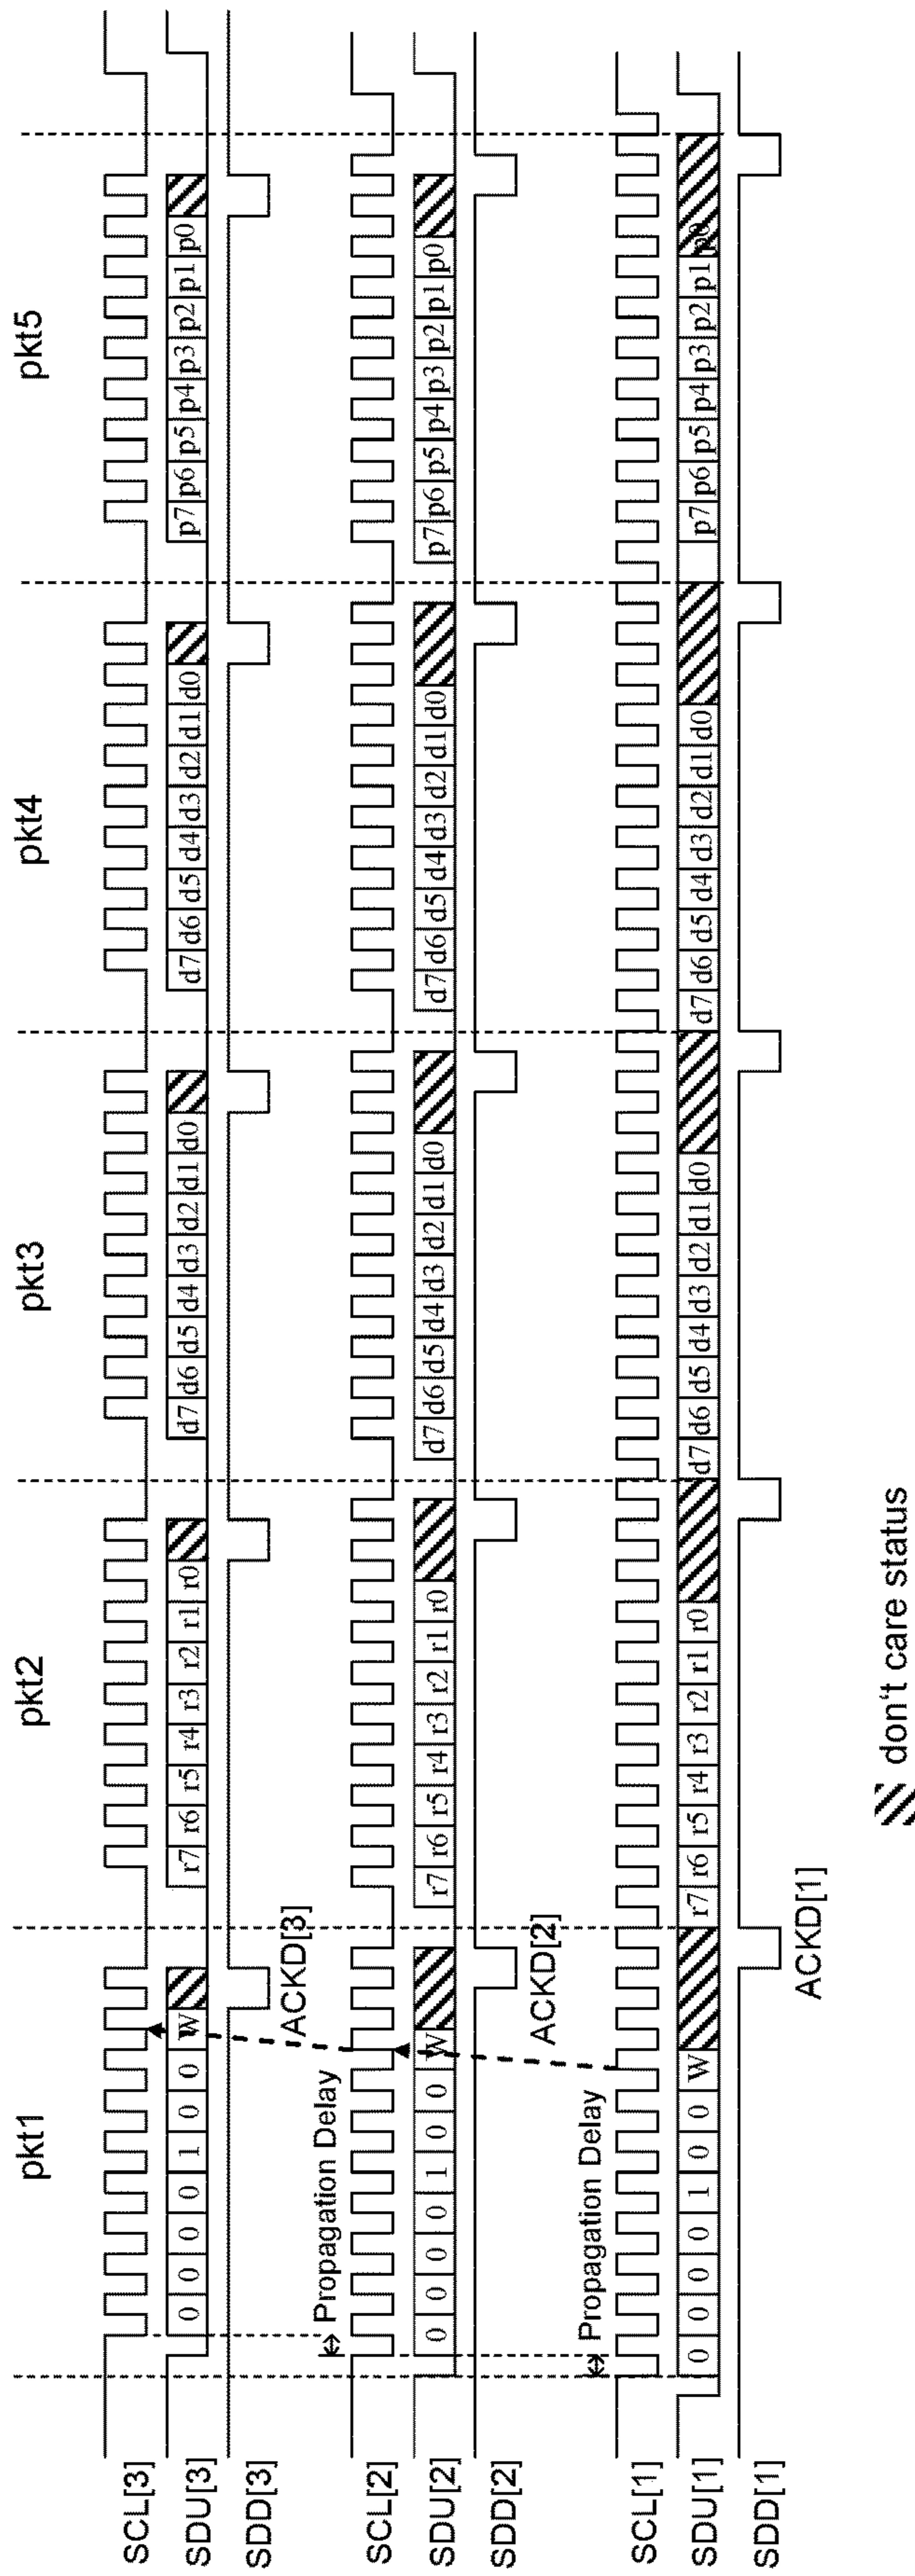 pkt1 pkt2 pkt3 pkt4 pkt5
SCL[3]
SDU[3] 0 0 0 0 1 0 0 W r7 r6 r5 r4 r3 r2 r1 r0 d7 d6 d5 d4 d3 d2 d1 d0 d7 d6 d5 d4 d3 d2 d1 d0 p7 p6 p5 p4 p3 p2 p1 p0
SDD[3]
ACKD[3]
Propagation Delay
SCL[2]
SDU[2] 0 0 0 0 1 0 0 W r7 r6 r5 r4 r3 r2 r1 r0 d7 d6 d5 d4 d3 d2 d1 d0 d7 d6 d5 d4 d3 d2 d1 d0 p7 p6 p5 p4 p3 p2 p1 p0
SDD[2]
ACKD[2]
Propagation Delay
SCL[1]
SDU[1] 0 0 0 0 1 0 0 W r7 r6 r5 r4 r3 r2 r1 r0 d7 d6 d5 d4 d3 d2 d1 d0 d7 d6 d5 d4 d3 d2 d1 d0 p7 p6 p5 p4 p3 p2 p1 p0
SDD[1]
ACKD[1]
don't care status